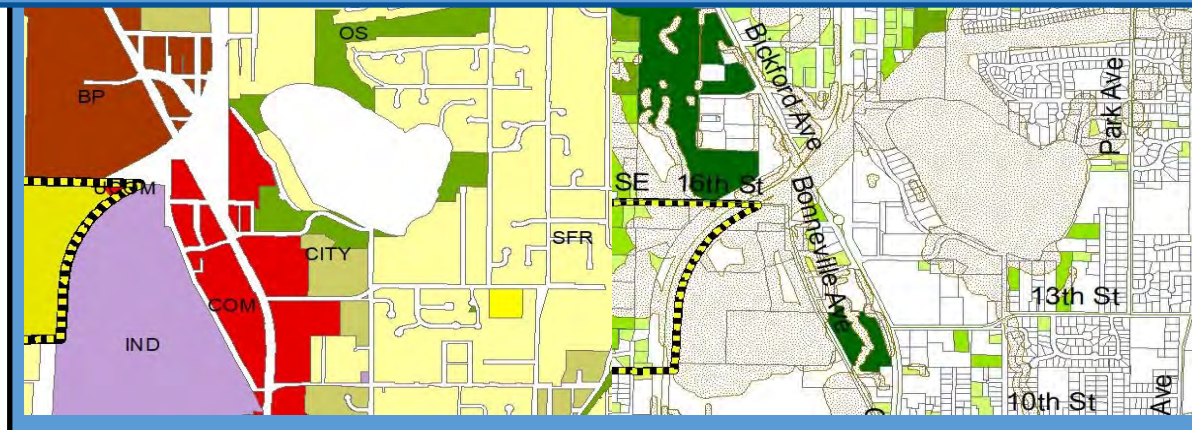 OS
BP
CITY
SFR
COM
IND
Bickford Ave
Park Ave
SE
16th St
Bonneville Ave
13th St
10th St
Ave